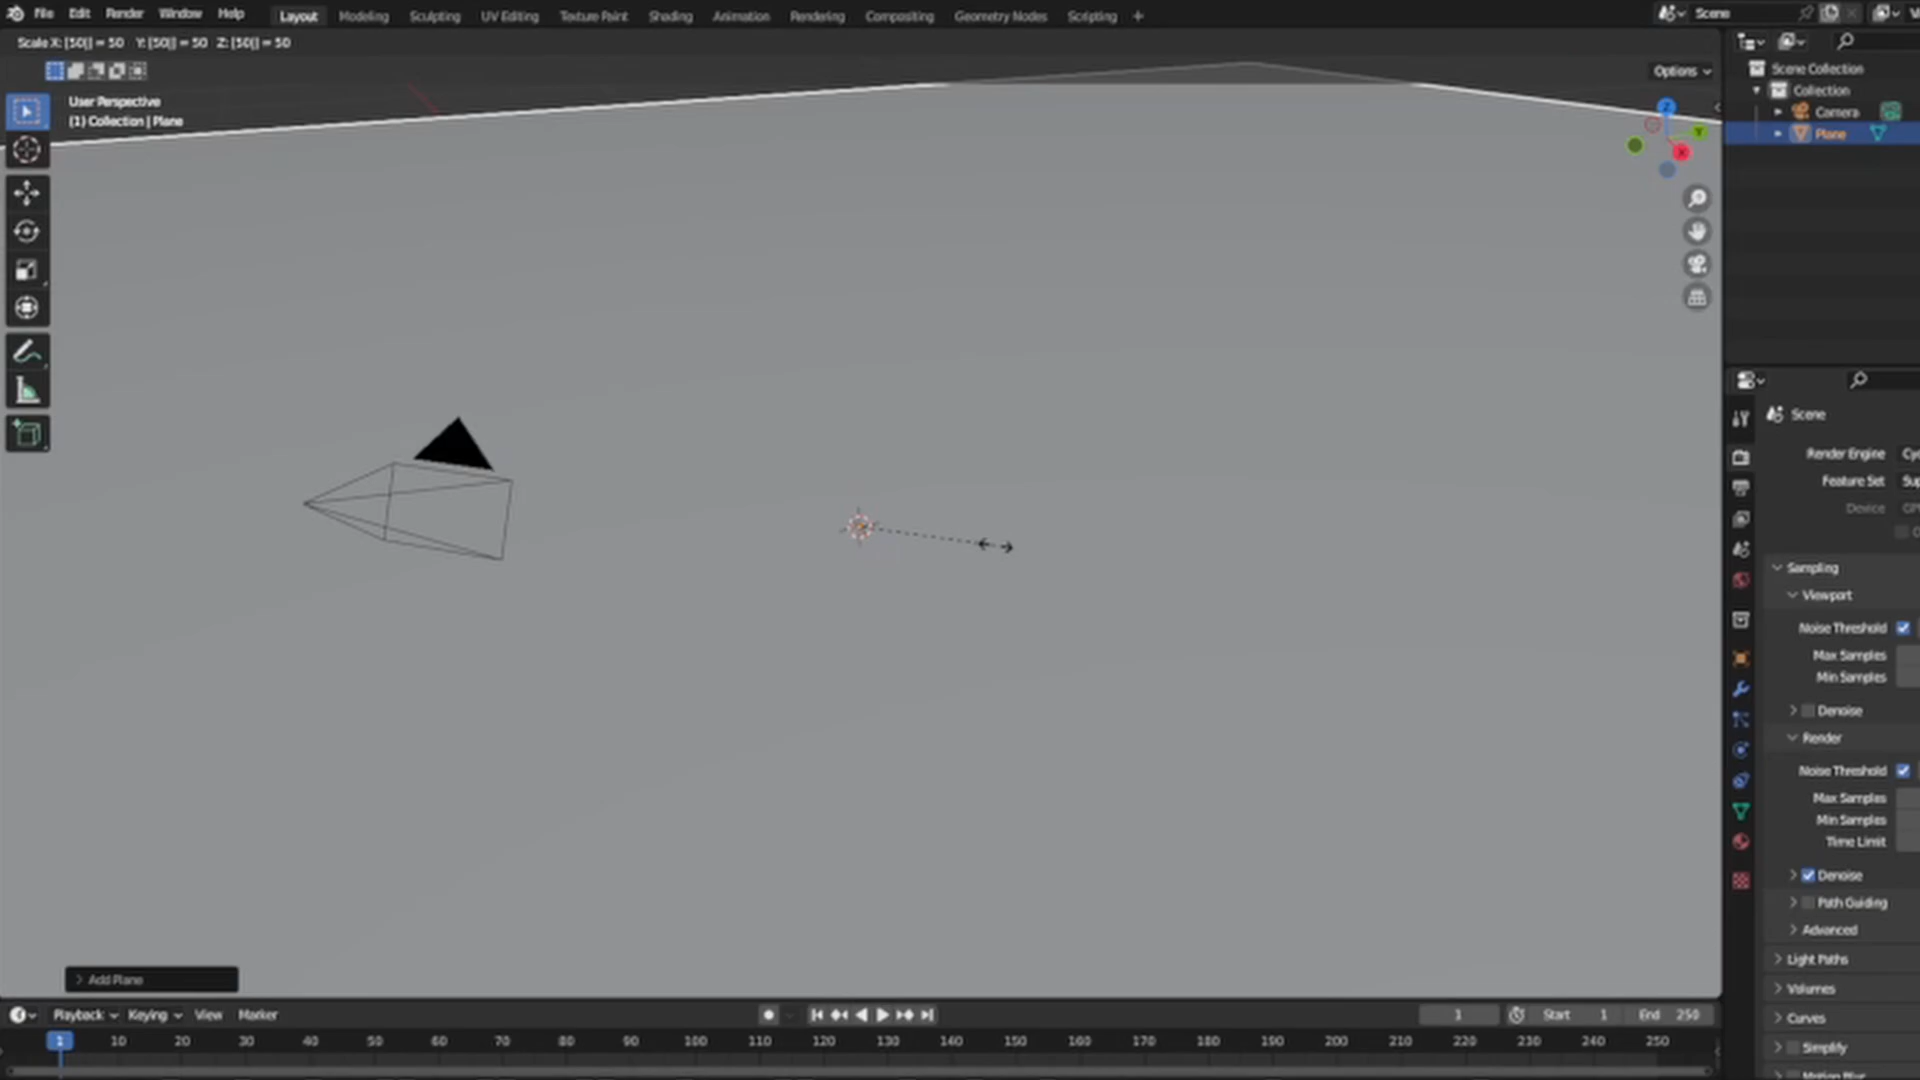 File Edit Render Window Help Layout Modeling Sculpting UV Editing Texture Paint Shading Animation Rendering Compositing Geometry Nodes Scripting + Scene
Scale X: [50|] = 50 Y: [50|] = 50 Z: [50|] = 50
Options
User Perspective
(1) Collection | Plane
Z
Y
X
Add Plane
Scene Collection
Collection
Camera
Plane
Scene
Render Engine
Feature Set
Device
Sampling
Viewport
Noise Threshold
Max Samples
Min Samples
Denoise
Render
Noise Threshold
Max Samples
Min Samples
Time Limit
Denoise
Path Guiding
Advanced
Light Paths
Volumes
Curves
Simplify
Playback Keying View Marker 1 Start 1 End 250
1 10 20 30 40 50 60 70 80 90 100 110 120 130 140 150 160 170 180 190 200 210 220 230 240 250